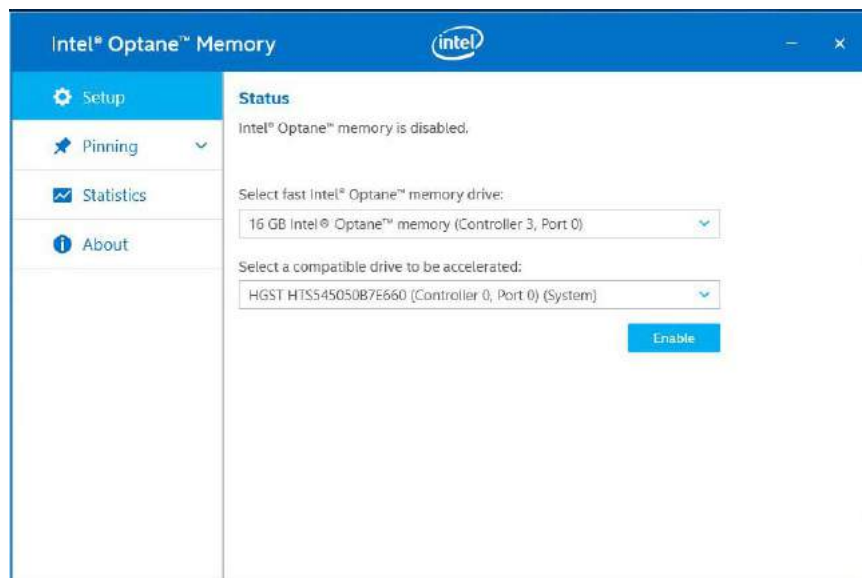 Intel® Optane™ Memory
intel
Setup
Pinning
Statistics
About
Status
Intel® Optane™ memory is disabled.
Select fast Intel® Optane™ memory drive:
16 GB Intel® Optane™ memory (Controller 3, Port 0)
Select a compatible drive to be accelerated:
HGST HTS545050B7E660 (Controller 0, Port 0) (System)
Enable